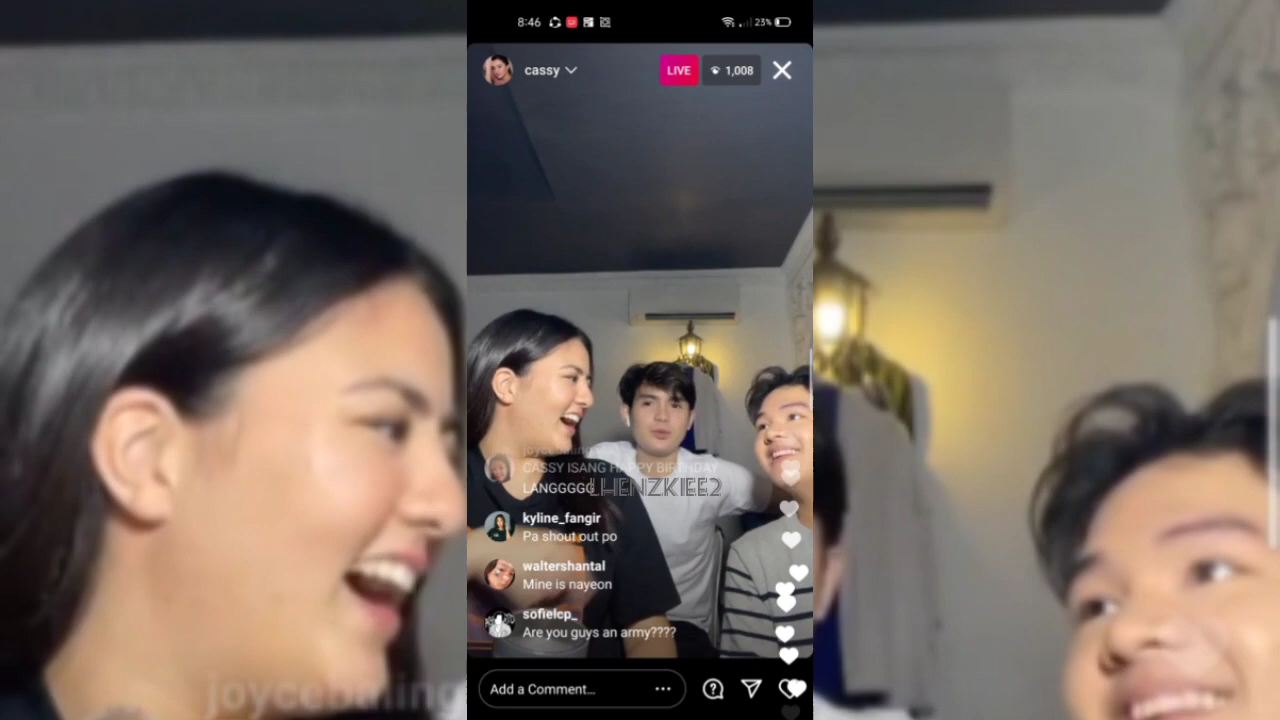 8:46
23%
cassy
LIVE
1,008
CASSY ISANG HAPPY BIRTHDAY
LANGGGGG
LHENZKIEE2
kyline_fangir
Pa shout out po
waltershantal
Mine is nayeon
sofielcp_
Are you guys an army????
Add a Comment...